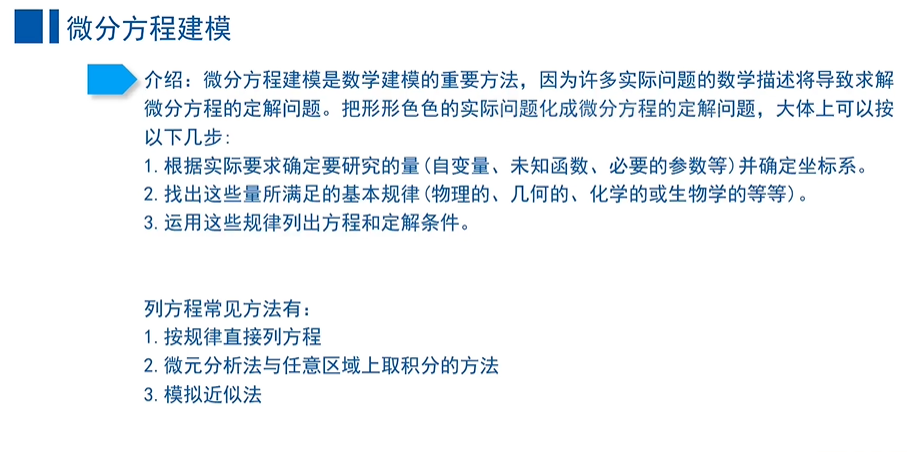 微分方程建模
介绍：微分方程建模是数学建模的重要方法，因为许多实际问题的数学描述将导致求解
微分方程的定解问题。把形形色色的实际问题化成微分方程的定解问题，大体上可以按
以下几步:
1.根据实际要求确定要研究的量(自变量、未知函数、必要的参数等)并确定坐标系。
2.找出这些量所满足的基本规律(物理的、几何的、化学的或生物学的等等)。
3.运用这些规律列出方程和定解条件。
列方程常见方法有:
1.按规律直接列方程
2.微元分析法与任意区域上取积分的方法
3.模拟近似法